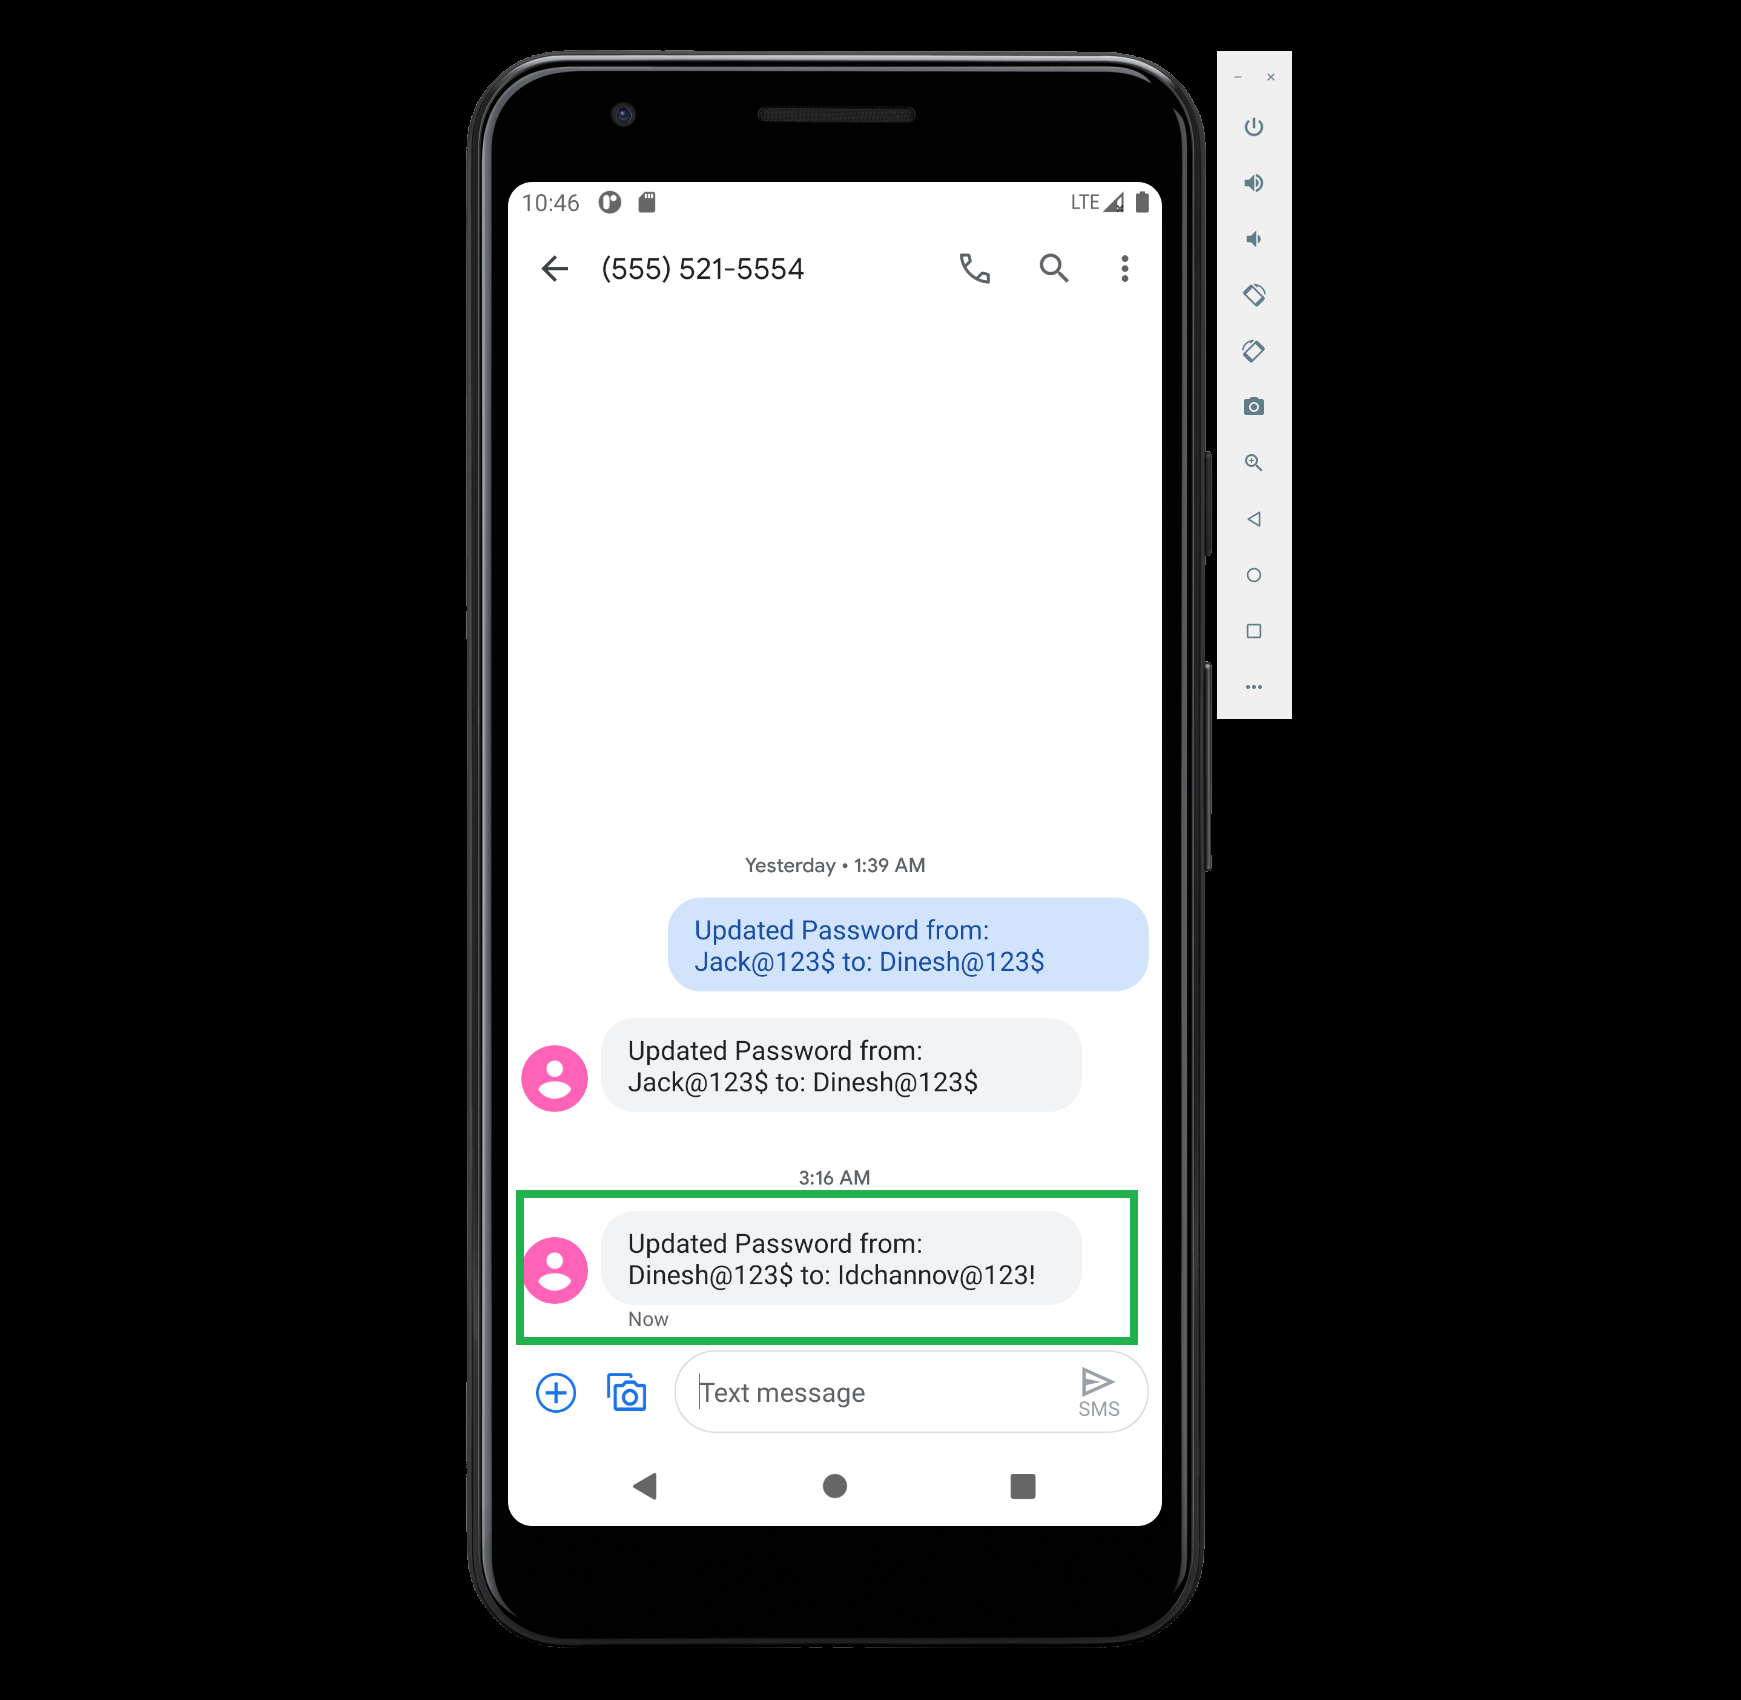 10:46 LTE
(555) 521-5554
Yesterday • 1:39 AM
Updated Password from:
Jack@123$ to: Dinesh@123$
Updated Password from:
Jack@123$ to: Dinesh@123$
3:16 AM
Updated Password from:
Dinesh@123$ to: Idchannov@123!
Now
Text message
SMS